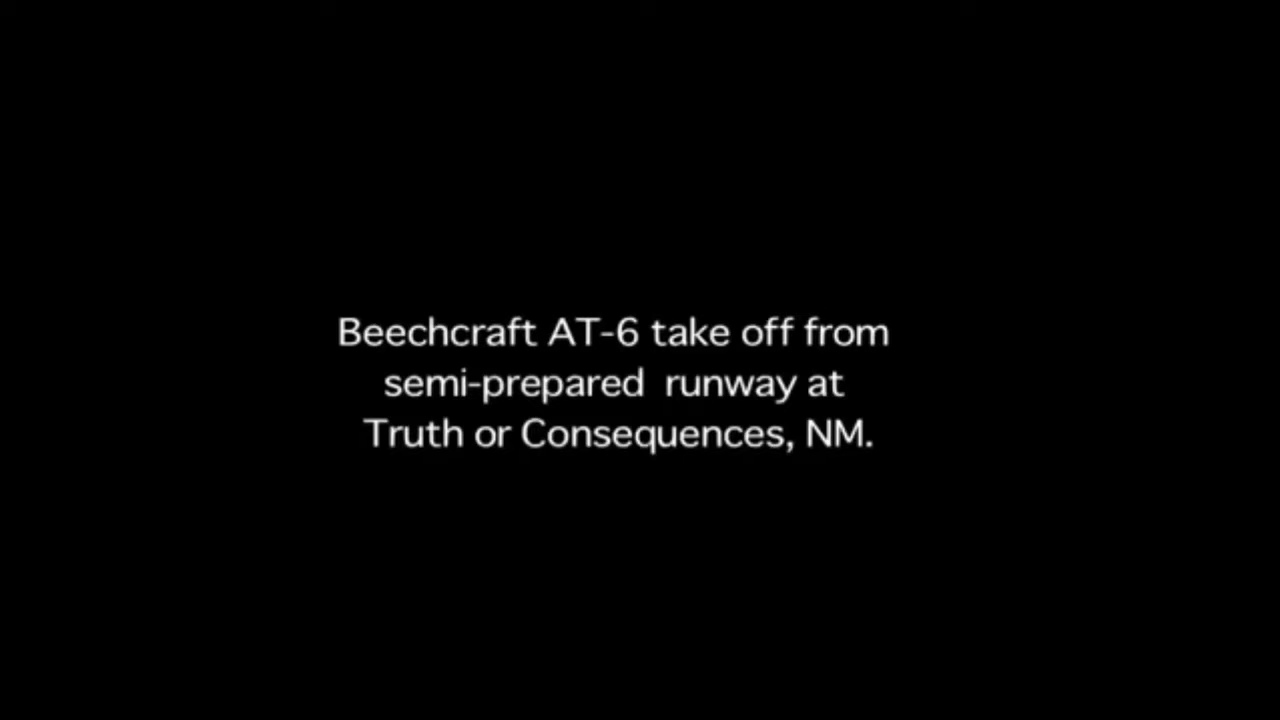 Beechcraft AT-6 take off from
semi-prepared  runway at
Truth or Consequences, NM.